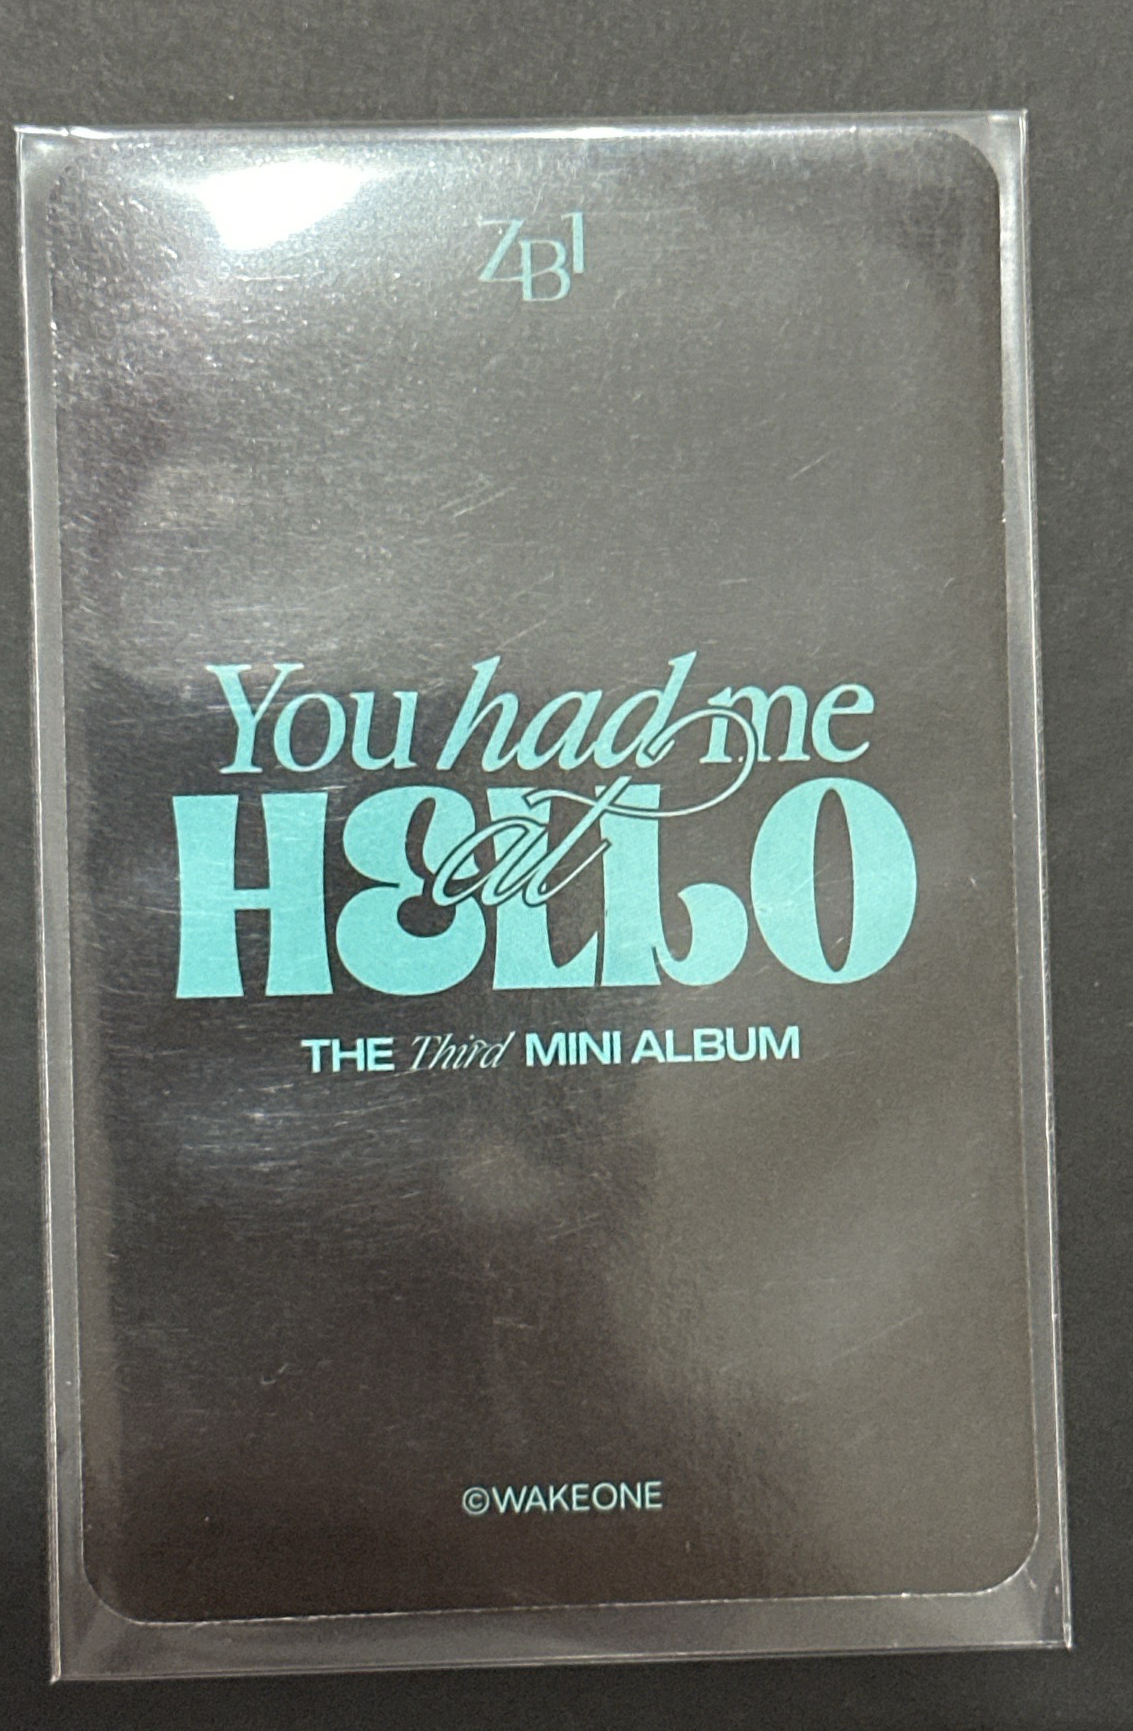 ZB1
You had me
at
HELLO
THE Third MINI ALBUM
©WAKEONE